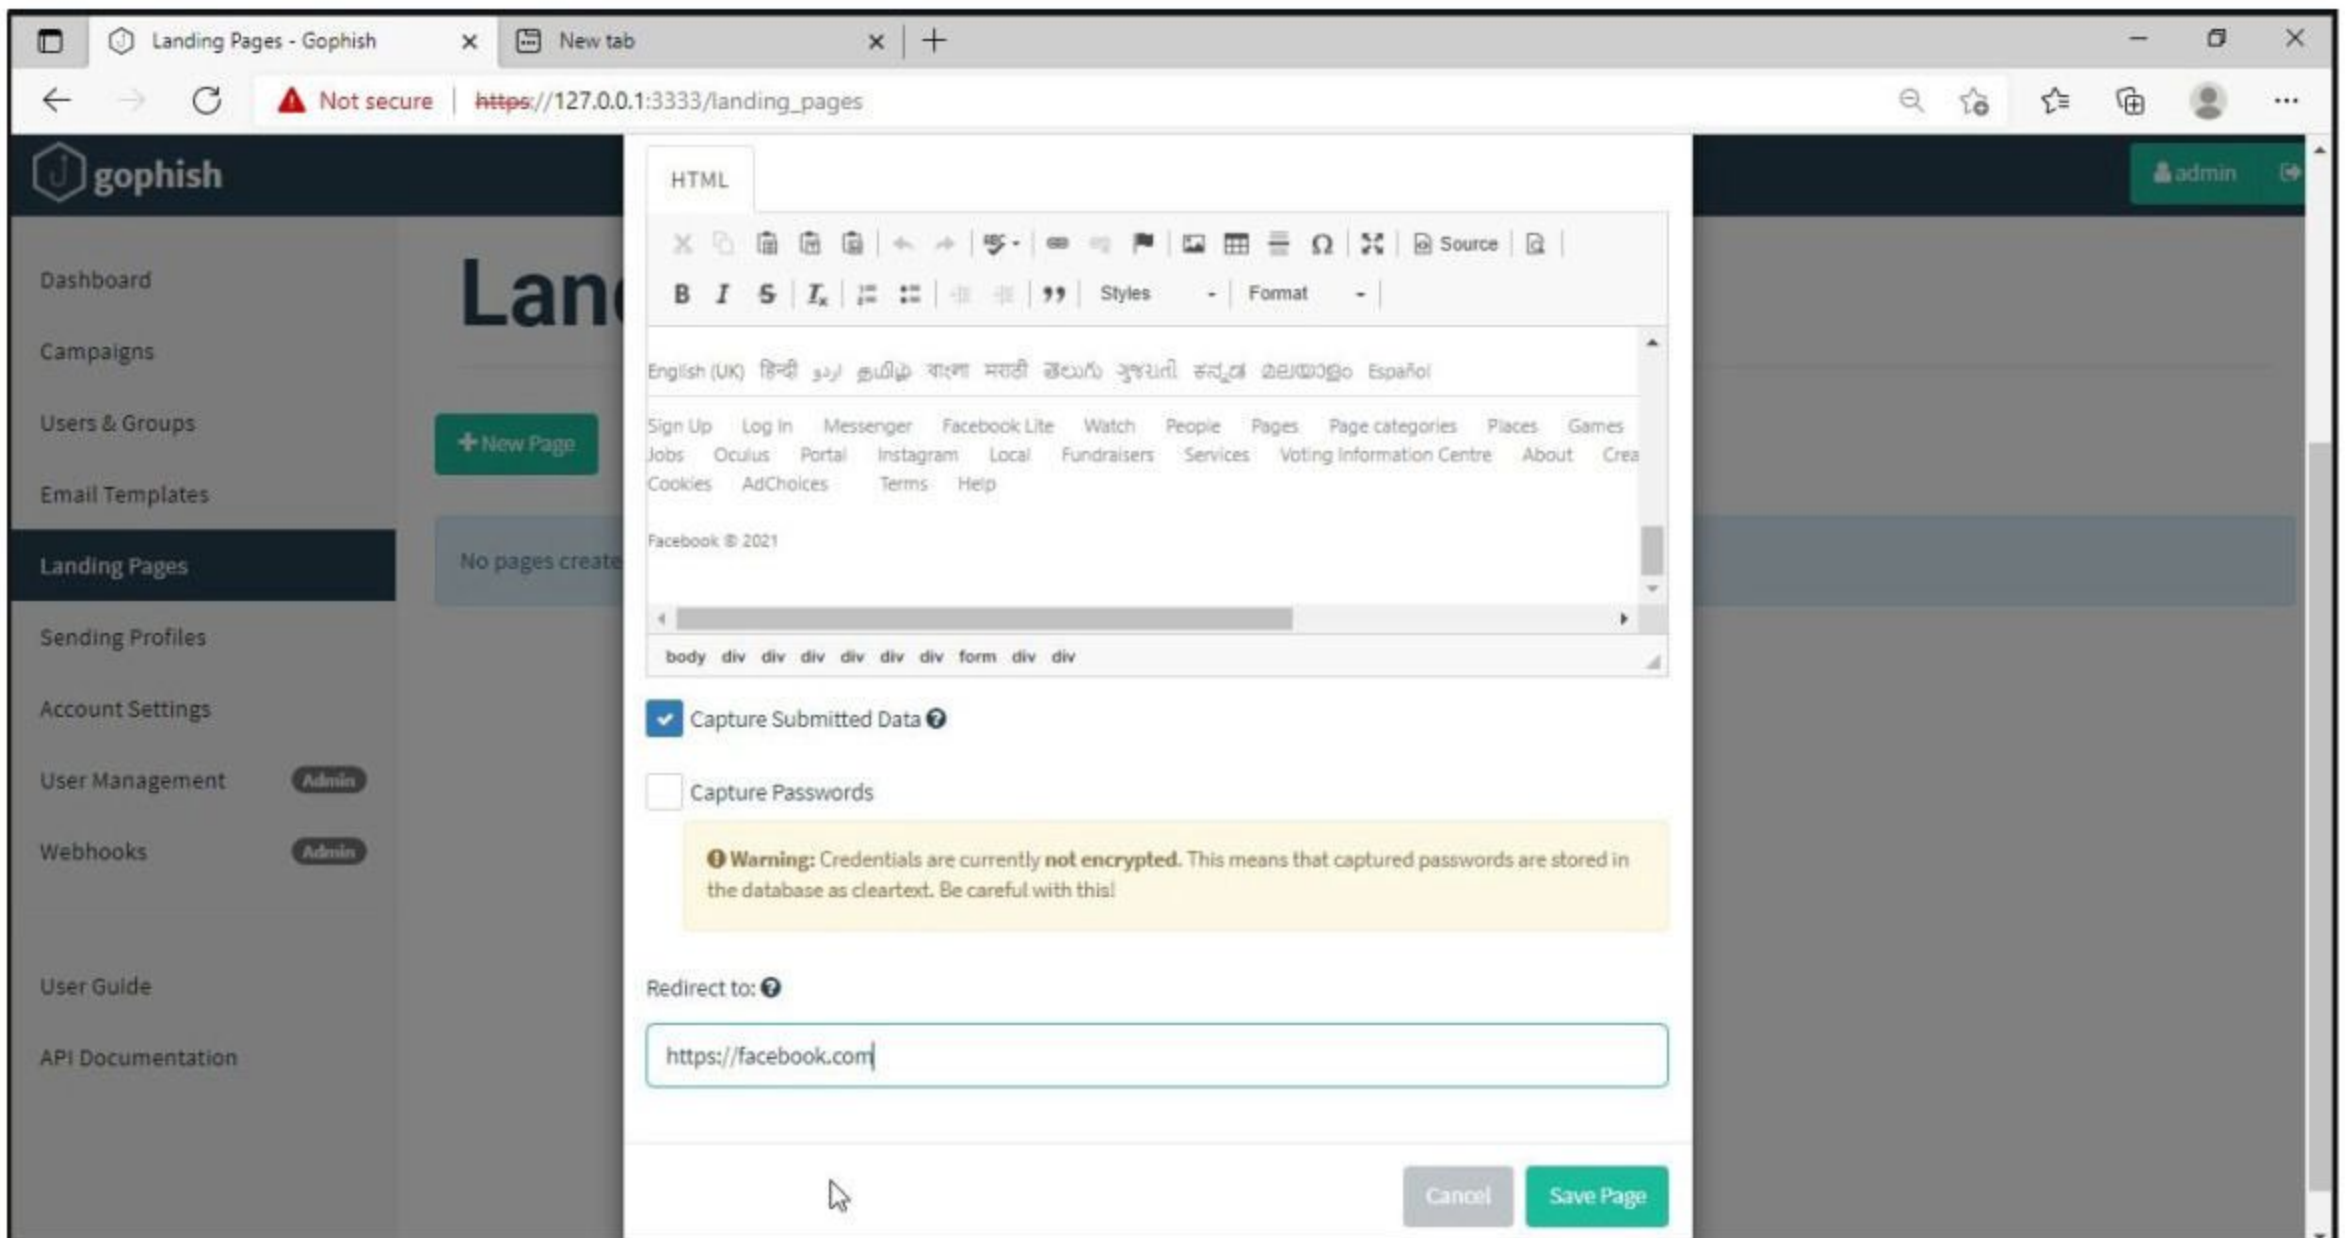 Landing Pages - Gophish
New tab
Not secure https://127.0.0.1:3333/landing_pages
gophish
admin
HTML
Source
B I S Ix Styles Format
Dashboard
Campaigns
Users & Groups
Email Templates
Landing Pages
Sending Profiles
Account Settings
User Management Admin
Webhooks Admin
User Guide
API Documentation
Lan
New Page
No pages create
English (UK) हिन्दी اردو தமிழ் বাংলা मराठी తెలుగు ગુજરાતી ಕನ್ನಡ മലയാളം Español
Sign Up Log In Messenger Facebook Lite Watch People Pages Page categories Places Games
Jobs Oculus Portal Instagram Local Fundraisers Services Voting Information Centre About Crea
Cookies AdChoices Terms Help
Facebook © 2021
body div div div div div div form div div
Capture Submitted Data
Capture Passwords
Warning: Credentials are currently not encrypted. This means that captured passwords are stored in
the database as cleartext. Be careful with this!
Redirect to:
https://facebook.com
Cancel Save Page